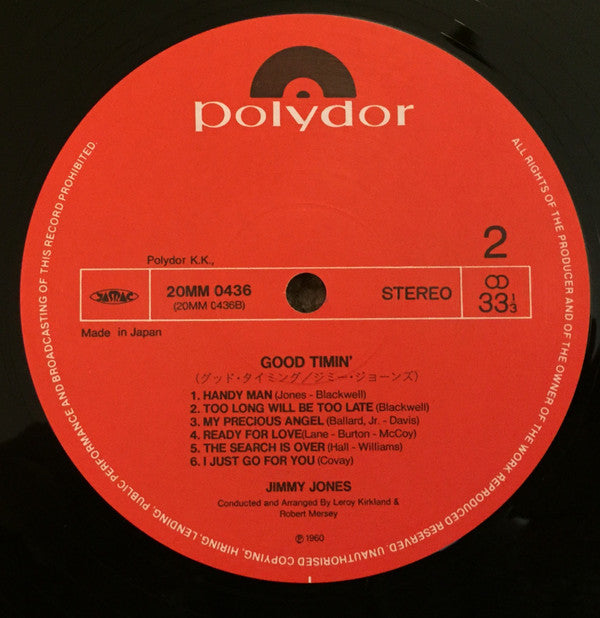 polydor
ALL RIGHTS OF THE PRODUCER AND OF THE OWNER OF THE WORK REPRODUCED RESERVED. UNAUTHORISED COPYING, HIRING, LENDING, PUBLIC PERFORMANCE AND BROADCASTING OF THIS RECORD PROHIBITED.
2
Polydor K.K.,
JASRAC
20MM 0436
(20MM 0436B)
STEREO
33 1/3
Made in Japan
GOOD TIMIN'
(グッド・タイミング/ジミー・ジョーンズ)
1. HANDY MAN (Jones - Blackwell)
2. TOO LONG WILL BE TOO LATE (Blackwell)
3. MY PRECIOUS ANGEL (Ballard, Jr. - Davis)
4. READY FOR LOVE (Lane - Burton - McCoy)
5. THE SEARCH IS OVER (Hall - Williams)
6. I JUST GO FOR YOU (Covay)
JIMMY JONES
Conducted and Arranged By Leroy Kirkland &
Robert Mersey
℗ 1960